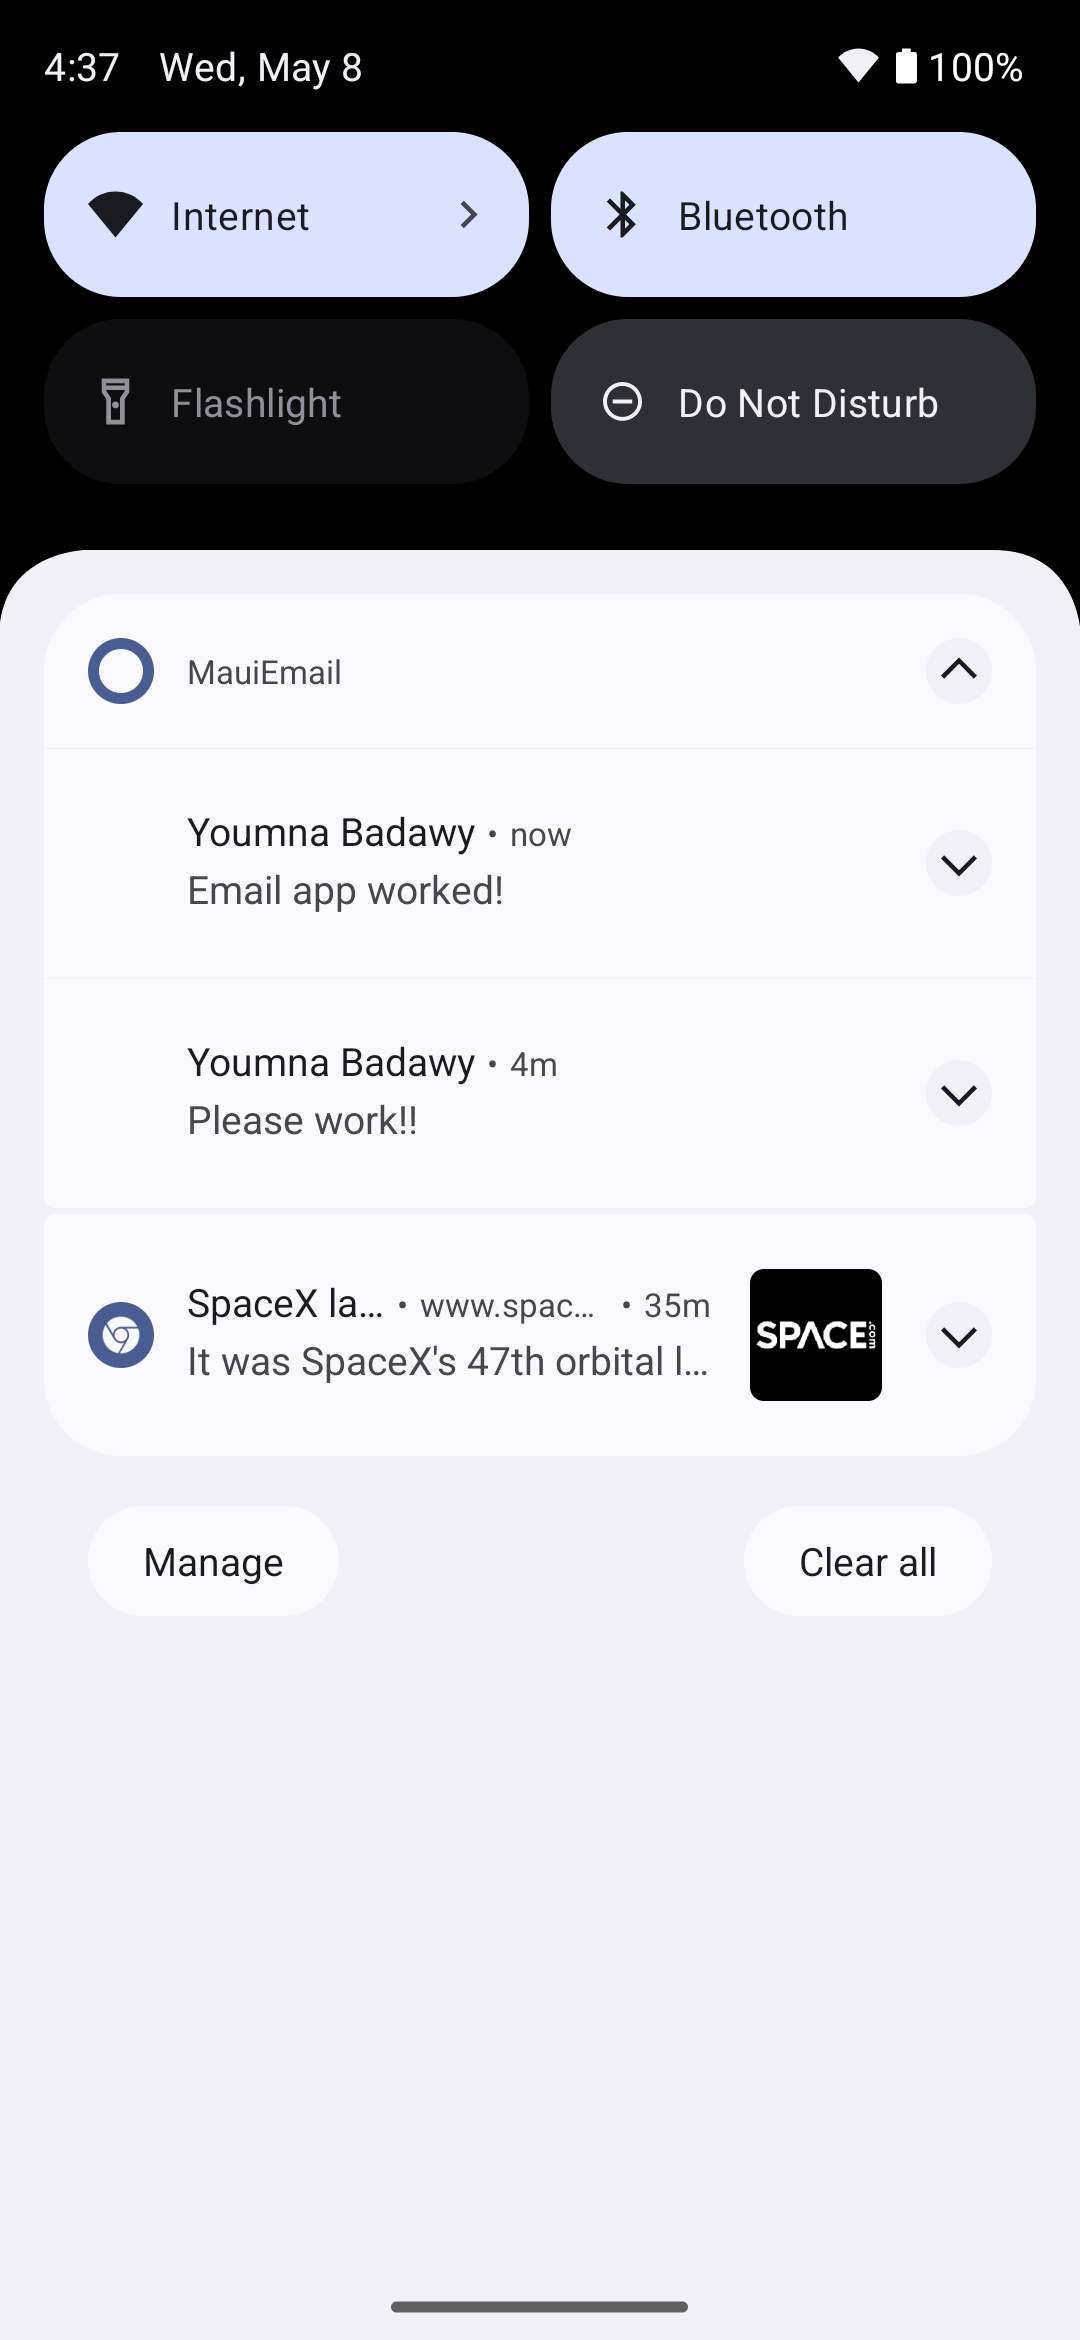 4:37 Wed, May 8 100%
Internet
Bluetooth
Flashlight
Do Not Disturb
MauiEmail
Youmna Badawy • now
Email app worked!
Youmna Badawy • 4m
Please work!!
SpaceX la… • www.spac… • 35m
It was SpaceX's 47th orbital l…
SPACE.com
Manage
Clear all